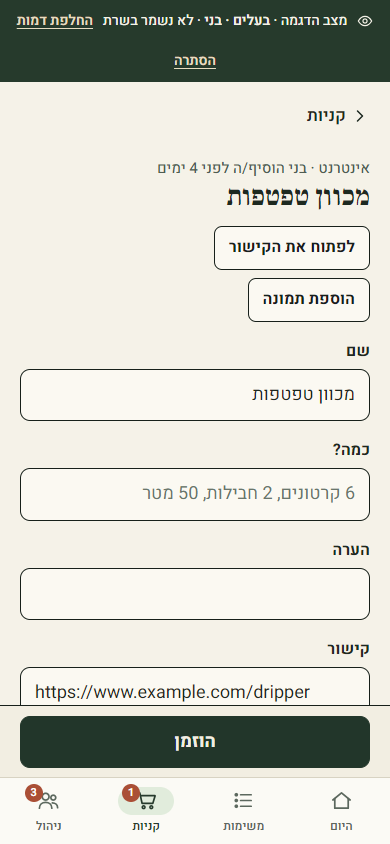 מצב הדגמה · בעלים · בני · לא נשמר בשרת החלפת דמות
הסתרה
קניות
אינטרנט · בני הוסיף/ה לפני 4 ימים
מכוון טפטפות
לפתוח את הקישור
הוספת תמונה
שם
מכוון טפטפות
כמה?
6 קרטונים, 2 חבילות, 50 מטר
הערה
קישור
https://www.example.com/dripper
הוזמן
היום
משימות
1
קניות
3
ניהול